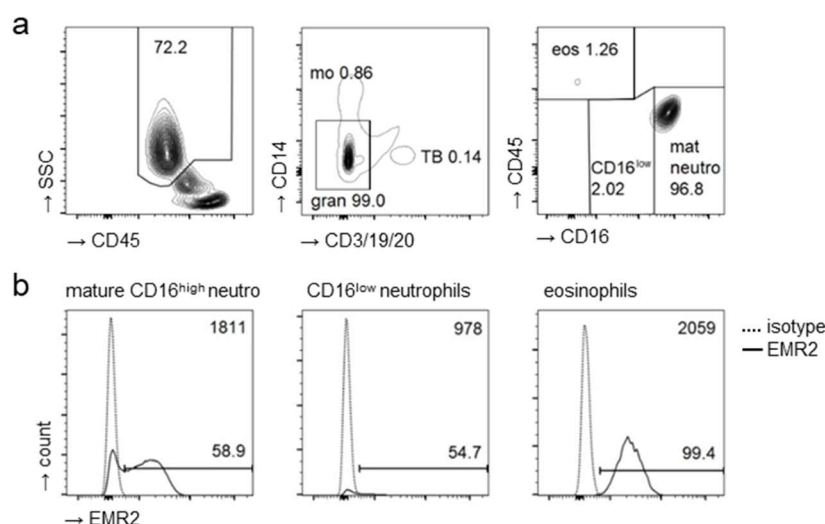 a
72.2
→ SSC
→ CD45
mo 0.86
TB 0.14
gran 99.0
→ CD14
→ CD3/19/20
eos 1.26
CD16low
2.02
mat
neutro
96.8
→ CD45
→ CD16
b
mature CD16high neutro
1811
58.9
→ count
→ EMR2
CD16low neutrophils
978
54.7
eosinophils
2059
99.4
isotype
EMR2